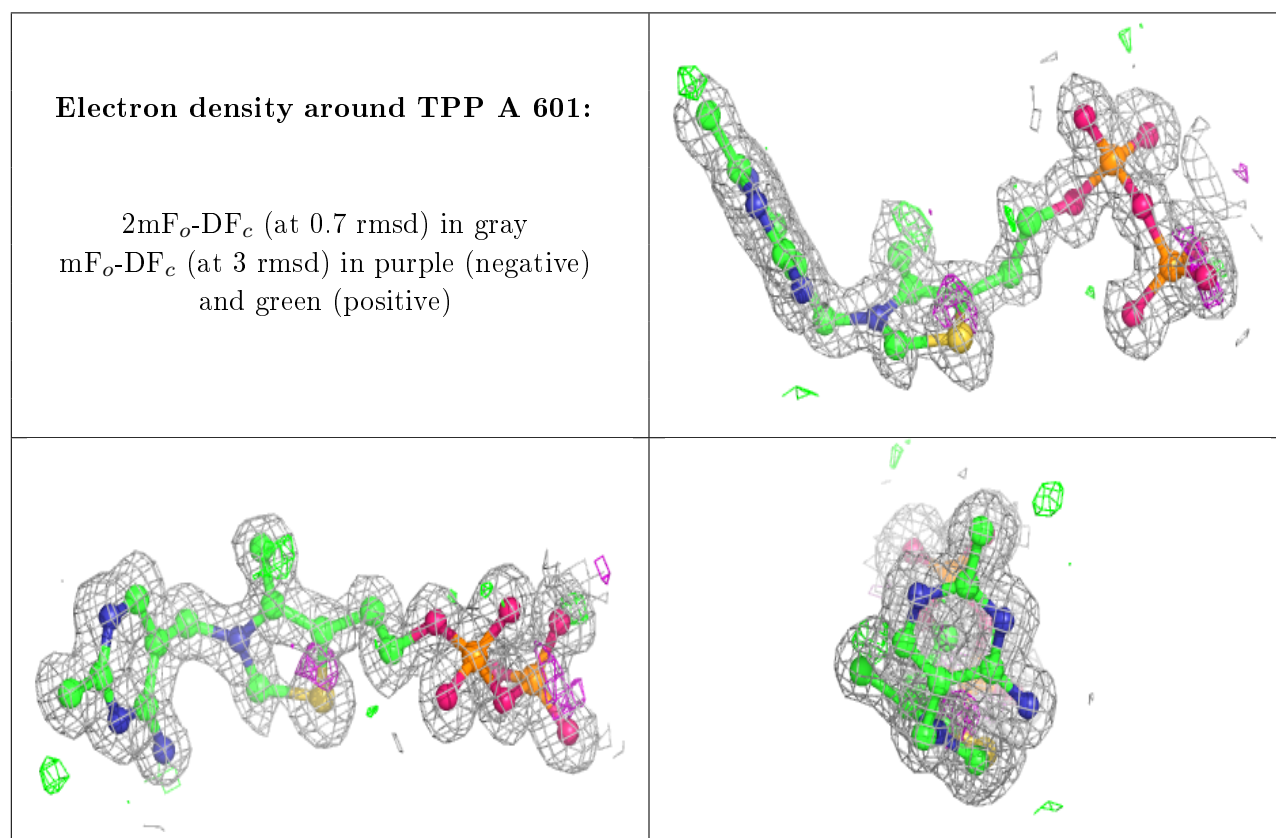 Electron density around TPP A 601:
2mFo-DFc (at 0.7 rmsd) in gray
mFo-DFc (at 3 rmsd) in purple (negative)
and green (positive)